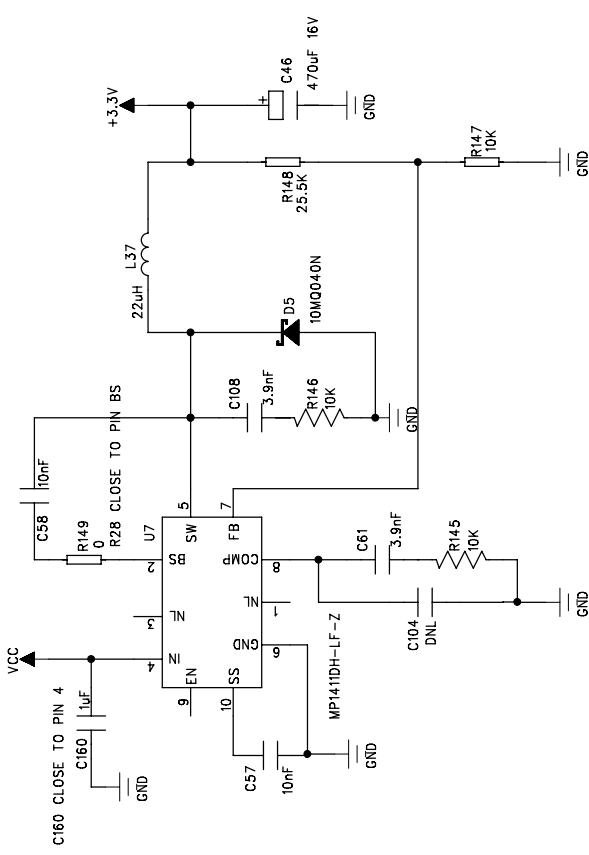 C160 CLOSE TO PIN 4
VCC
C160
1uF
GND
R28 CLOSE TO PIN BS
C58
10nF
R149
0
U7
2
BS
3
NL
4
IN
9
EN
10
SS
5
SW
7
FB
8
COMP
1
NL
6
GND
MP1411DH-LF-Z
C57
10nF
GND
C61
3.9nF
R145
10K
C104
DNL
GND
C108
3.9nF
R146
10K
GND
D5
10MQ040N
L37
22uH
+3.3V
+
C46
470uF 16V
GND
R148
25.5K
R147
10K
GND